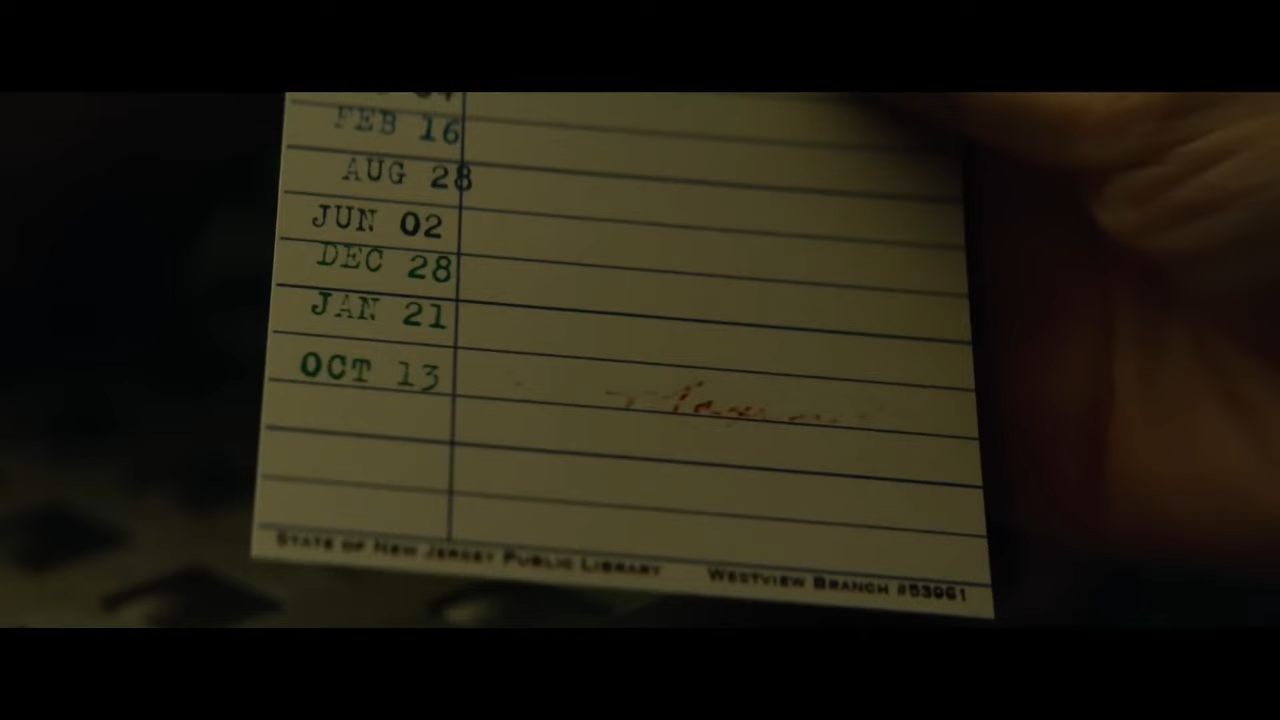 FEB 16
AUG 28
JUN 02
DEC 28
JAN 21
OCT 13
STATE OF NEW JERSEY PUBLIC LIBRARY WESTVIEW BRANCH #53961